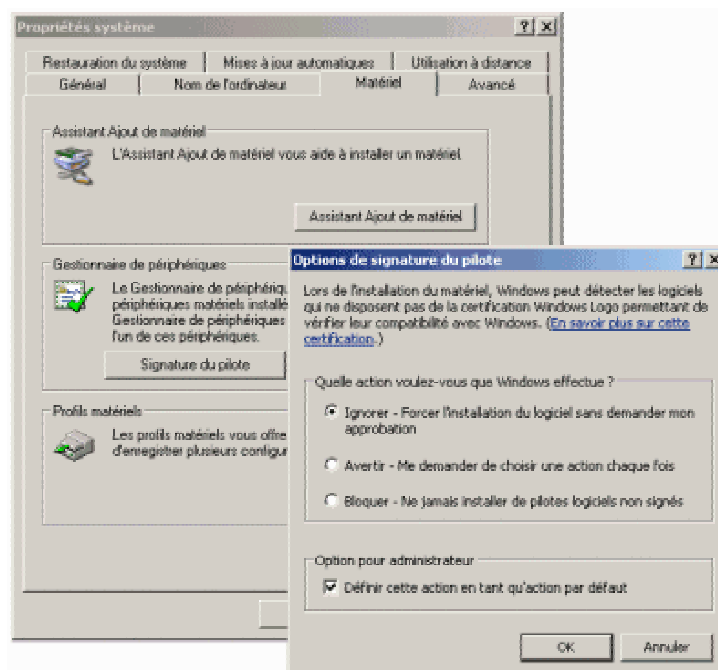 Propriétés système
Restauration du système
Mises à jour automatiques
Utilisation à distance
Général
Nom de l'ordinateur
Matériel
Avancé
Assistant Ajout de matériel
L'Assistant Ajout de matériel vous aide à installer un matériel.
Assistant Ajout de matériel
Gestionnaire de périphériques
Le Gestionnaire de périphériq
périphériques matériels installé
Gestionnaire de périphériques
l'un de ces périphériques.
Signature du pilote
Profils matériels
Les profils matériels vous offre
d'enregistrer plusieurs configur
Options de signature du pilote
Lors de l'installation du matériel, Windows peut détecter les logiciels
qui ne disposent pas de la certification Windows Logo permettant de
vérifier leur compatibilité avec Windows. (En savoir plus sur cette
certification.)
Quelle action voulez-vous que Windows effectue ?
Ignorer - Forcer l'installation du logiciel sans demander mon
approbation
Avertir - Me demander de choisir une action chaque fois
Bloquer - Ne jamais installer de pilotes logiciels non signés
Option pour administrateur
Définir cette action en tant qu'action par défaut
OK
Annuler